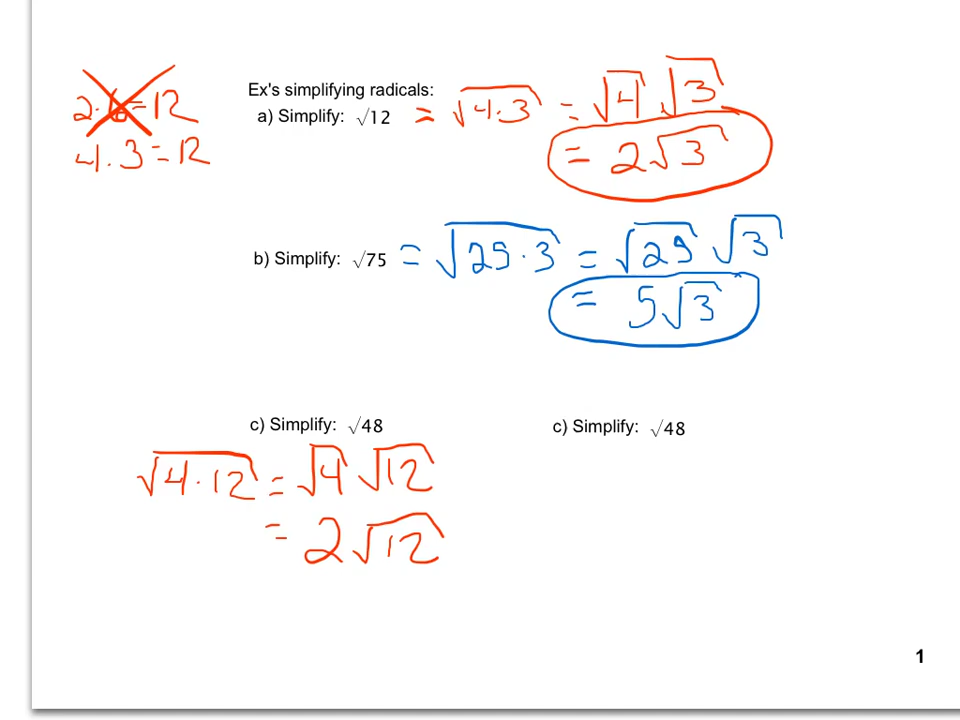 Ex's simplifying radicals:
2·6=12
a) Simplify: √12 = √4·3 = √4 √3
4·3=12
= 2√3
b) Simplify: √75 = √25·3 = √25 √3
= 5√3
c) Simplify: √48
c) Simplify: √48
√4·12 = √4 √12
= 2√12
1